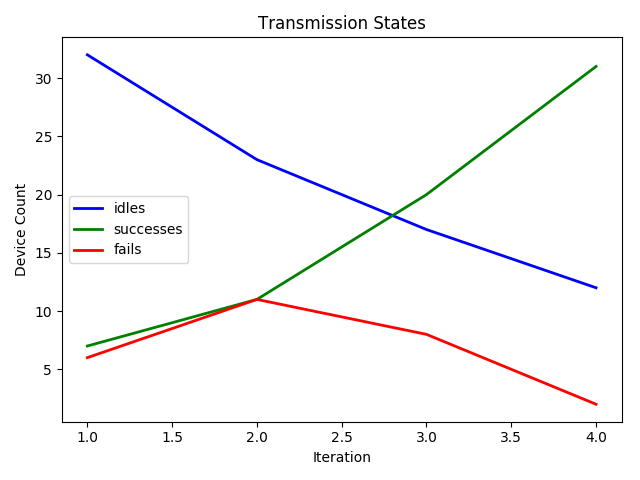 Transmission States
Device Count
30
25
20
15
10
5
idles
successes
fails
1.0 1.5 2.0 2.5 3.0 3.5 4.0
Iteration